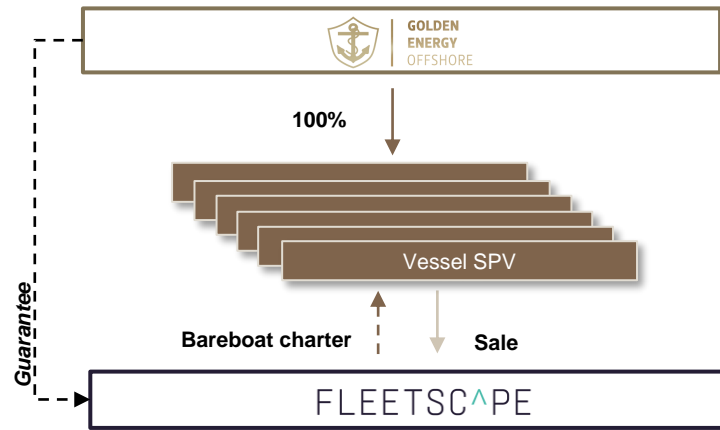 GOLDEN
ENERGY
OFFSHORE
100%
Vessel SPV
Bareboat charter
Sale
Guarantee
FLEETSC^PE